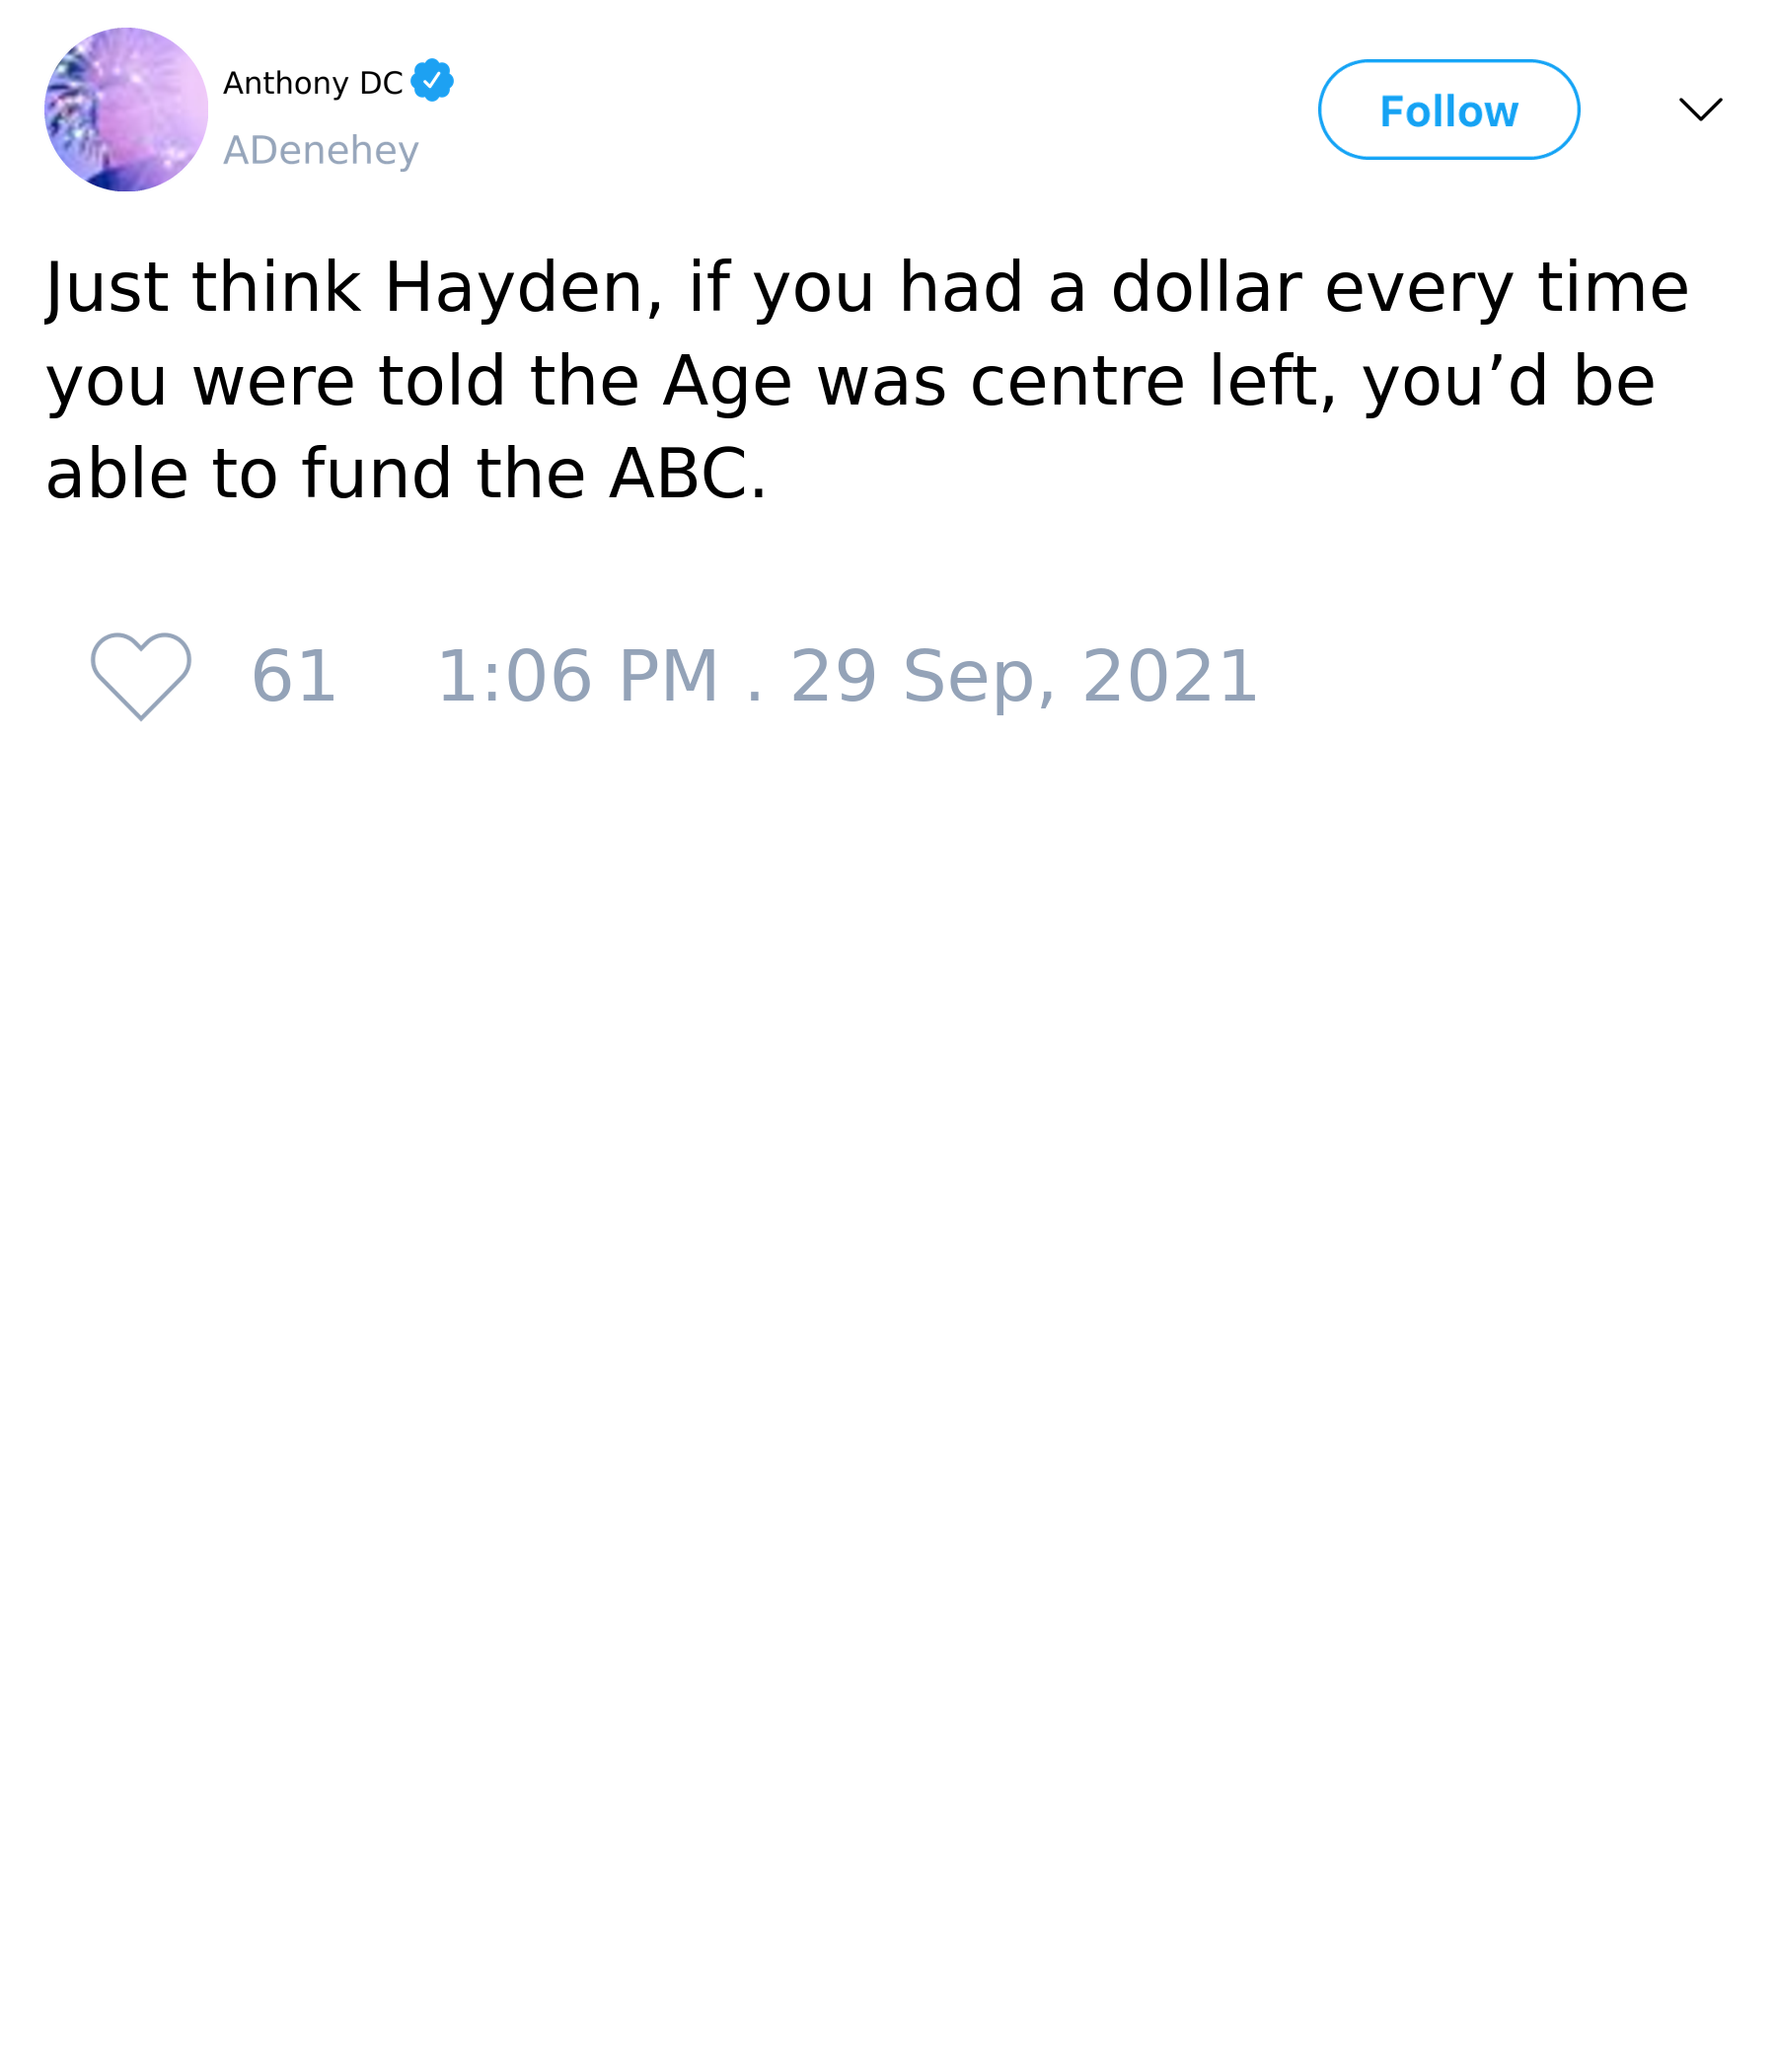 Anthony DC
ADenehey
Follow
Just think Hayden, if you had a dollar every time
you were told the Age was centre left, you’d be
able to fund the ABC.
61 1:06 PM . 29 Sep, 2021